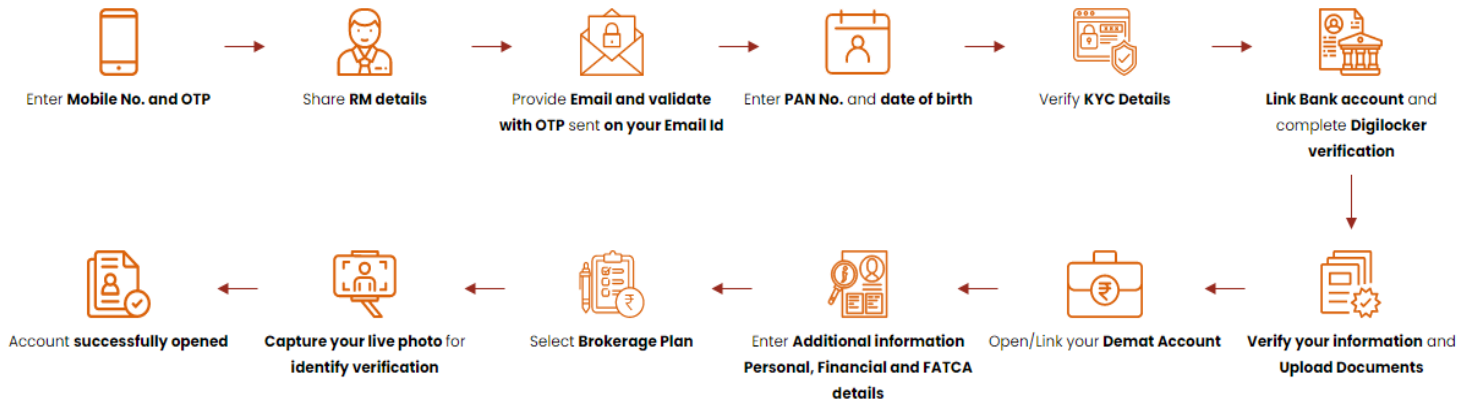 Enter Mobile No. and OTP
Share RM details
Provide Email and validate
with OTP sent on your Email Id
Enter PAN No. and date of birth
Verify KYC Details
Link Bank account and
complete Digilocker
verification
Verify your information and
Upload Documents
Open/Link your Demat Account
Enter Additional information
Personal, Financial and FATCA
details
Select Brokerage Plan
Capture your live photo for
identify verification
Account successfully opened